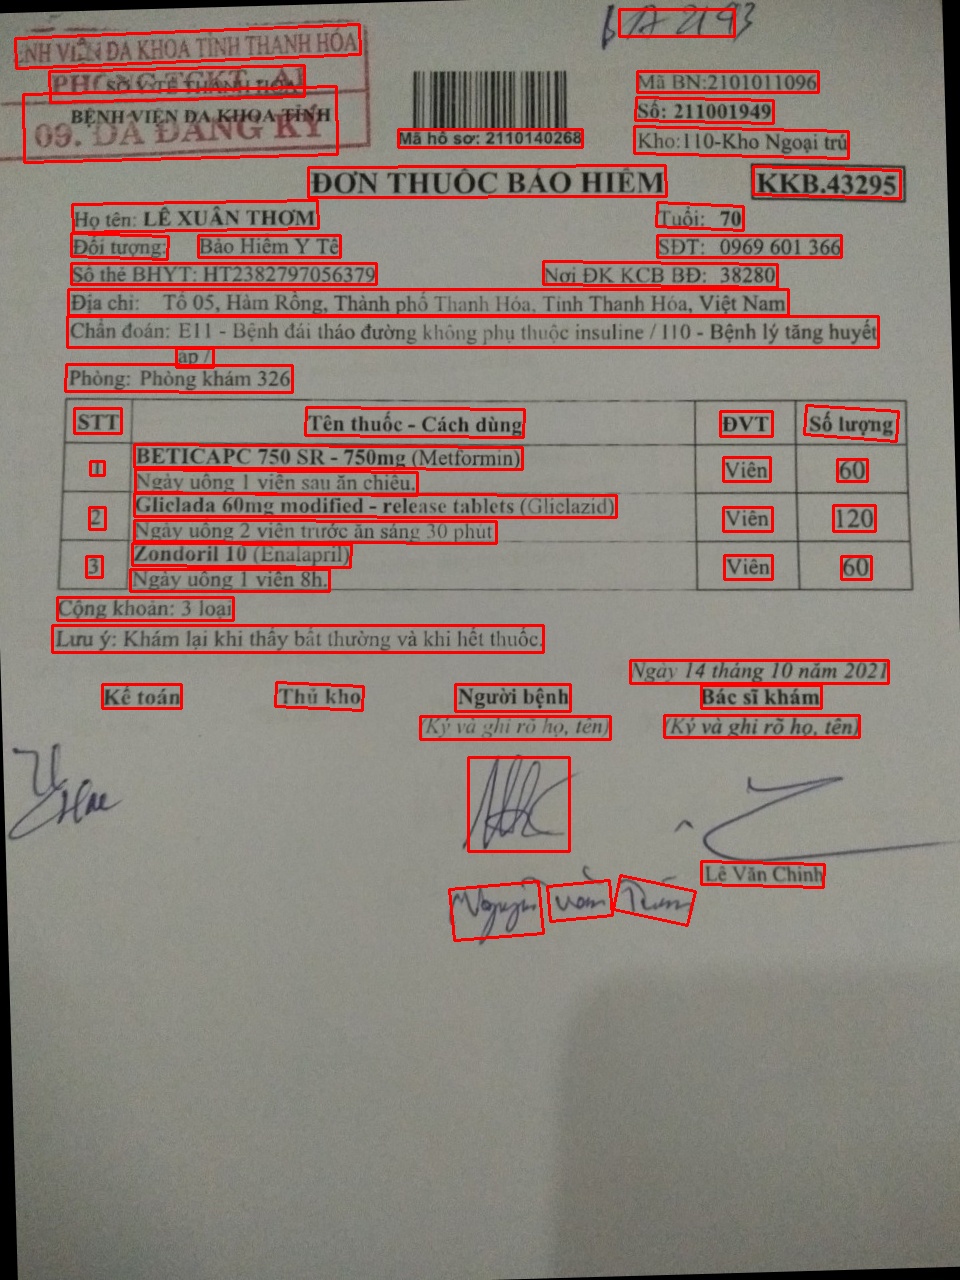 BỆNH VIỆN ĐA KHOA TỈNH THANH HÓA
PHÒNG TCKT - AI
SỞ Y TẾ THANH HÓA
BỆNH VIỆN DA KHOA TỈNH
09. ĐÃ ĐĂNG KÝ
Mã hồ sơ: 2110140268
Mã BN:2101011096
Số: 211001949
Kho:110-Kho Ngoại trú
ĐƠN THUỐC BẢO HIỂM
KKB.43295
Họ tên: LÊ XUÂN THƠM Tuổi: 70
Đối tượng: Bảo Hiểm Y Tế SĐT: 0969 601 366
Số thẻ BHYT: HT2382797056379 Nơi ĐK KCB BĐ: 38280
Địa chỉ: Tổ 05, Hàm Rồng, Thành phố Thanh Hóa, Tỉnh Thanh Hóa, Việt Nam
Chẩn đoán: E11 - Bệnh đái tháo đường không phụ thuộc insuline / I10 - Bệnh lý tăng huyết
áp /
Phòng: Phòng khám 326
STT Tên thuốc - Cách dùng ĐVT Số lượng
1 BETICAPC 750 SR - 750mg (Metformin) Viên 60
Ngày uống 1 viên sau ăn chiều.
2 Gliclada 60mg modified - release tablets (Gliclazid) Viên 120
Ngày uống 2 viên trước ăn sáng 30 phút
3 Zondoril 10 (Enalapril) Viên 60
Ngày uống 1 viên 8h.
Cộng khoản: 3 loại
Lưu ý: Khám lại khi thấy bất thường và khi hết thuốc.
Ngày 14 tháng 10 năm 2021
Kế toán Thủ kho Người bệnh Bác sĩ khám
(Ký và ghi rõ họ, tên) (Ký và ghi rõ họ, tên)
Lê Văn Chinh
Nguyễn Văn